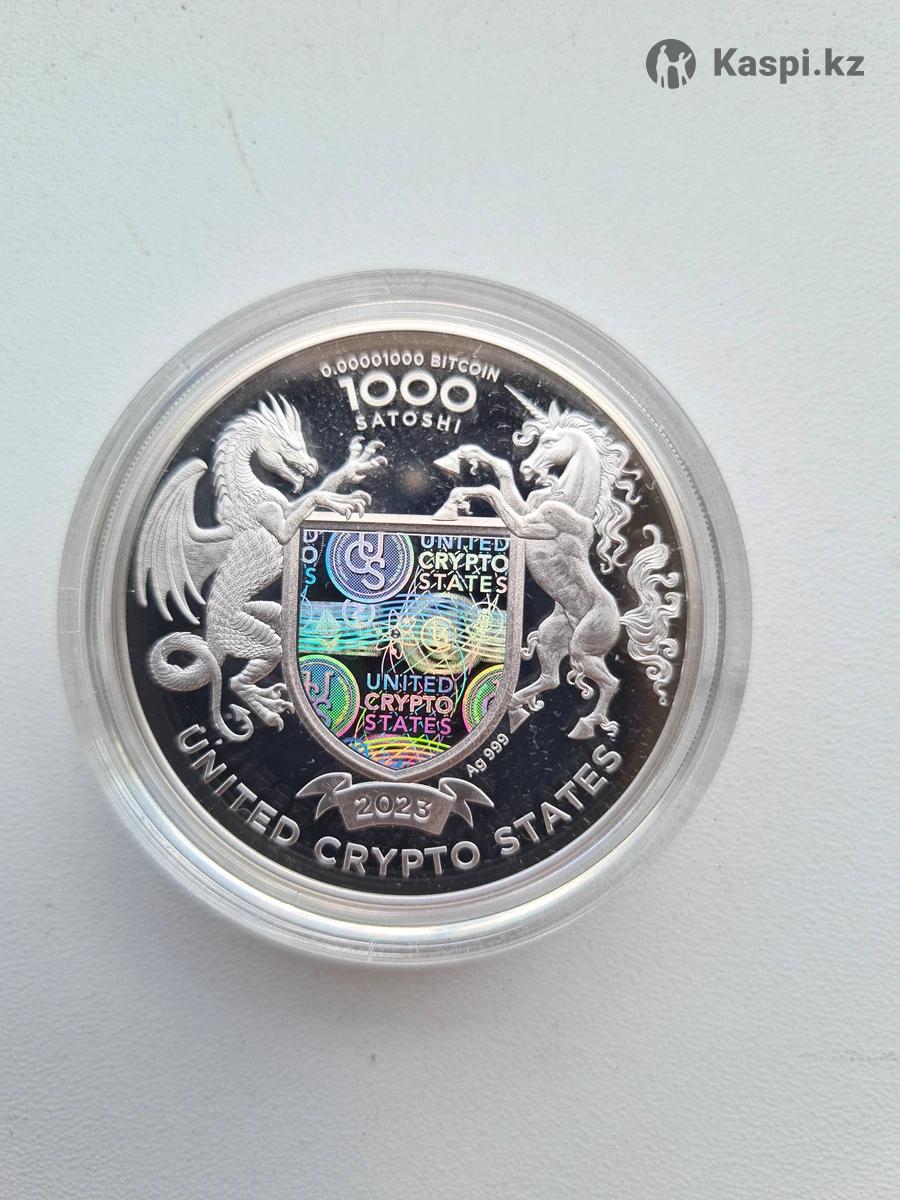 Kaspi.kz
0.00001000 BITCOIN
1000
SATOSHI
UNITED
CRYPTO
STATES
UNITED
CRYPTO
STATES
Ag 999
2023
UNITED CRYPTO STATES